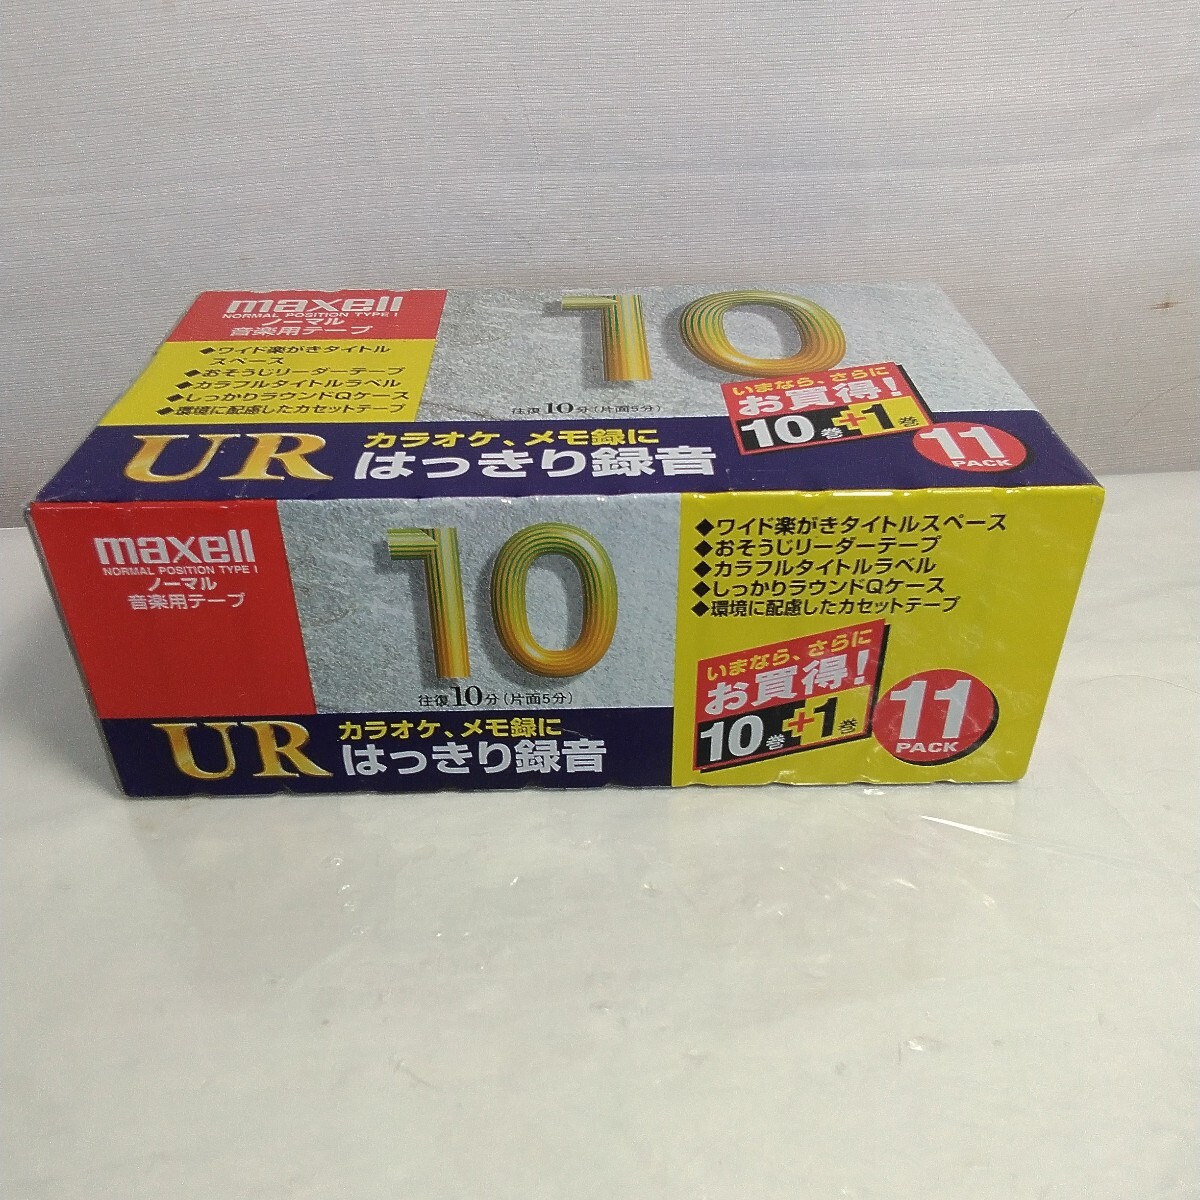 maxell
NORMAL POSITION TYPE I
ノーマル
音楽用テープ
◆ワイド楽がきタイトル
スペース
◆おそうじリーダーテープ
◆カラフルタイトルラベル
◆しっかりラウンドQケース
◆環境に配慮したカセットテープ
10
往復10分(片面5分)
いまなら、さらに
お買得!
10巻+1巻
11
PACK
UR
カラオケ、メモ録に
はっきり録音
maxell
NORMAL POSITION TYPE I
ノーマル
音楽用テープ
10
往復10分(片面5分)
UR
カラオケ、メモ録に
はっきり録音
◆ワイド楽がきタイトルスペース
◆おそうじリーダーテープ
◆カラフルタイトルラベル
◆しっかりラウンドQケース
◆環境に配慮したカセットテープ
いまなら、さらに
お買得!
10巻+1巻
11
PACK